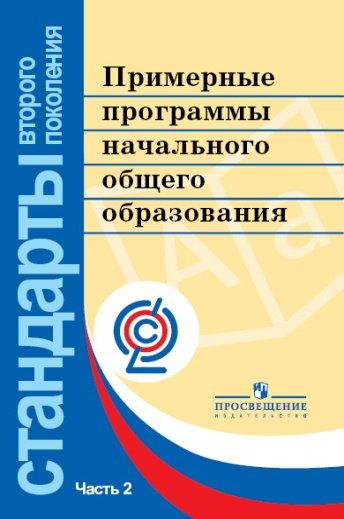 стандарты
второго
поколения
Примерные
программы
начального
общего
образования
С
ПРОСВЕЩЕНИЕ
ИЗДАТЕЛЬСТВО
Часть 2